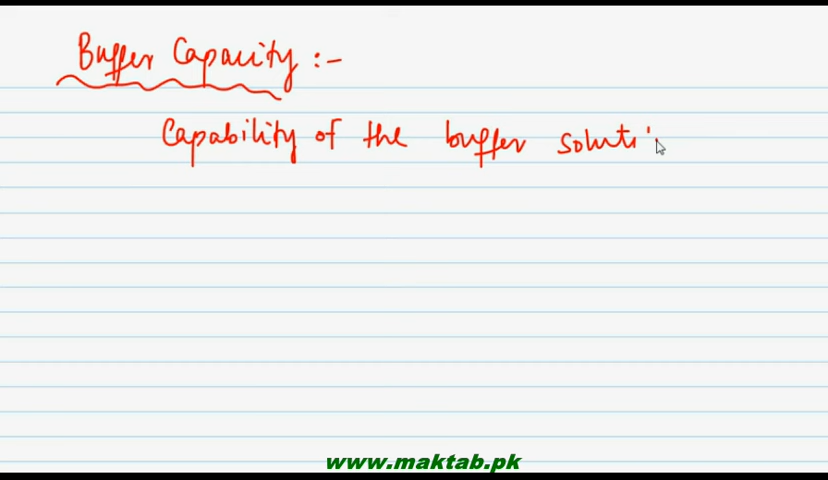 Buffer Capacity :-
Capability of the buffer soluti
www.maktab.pk